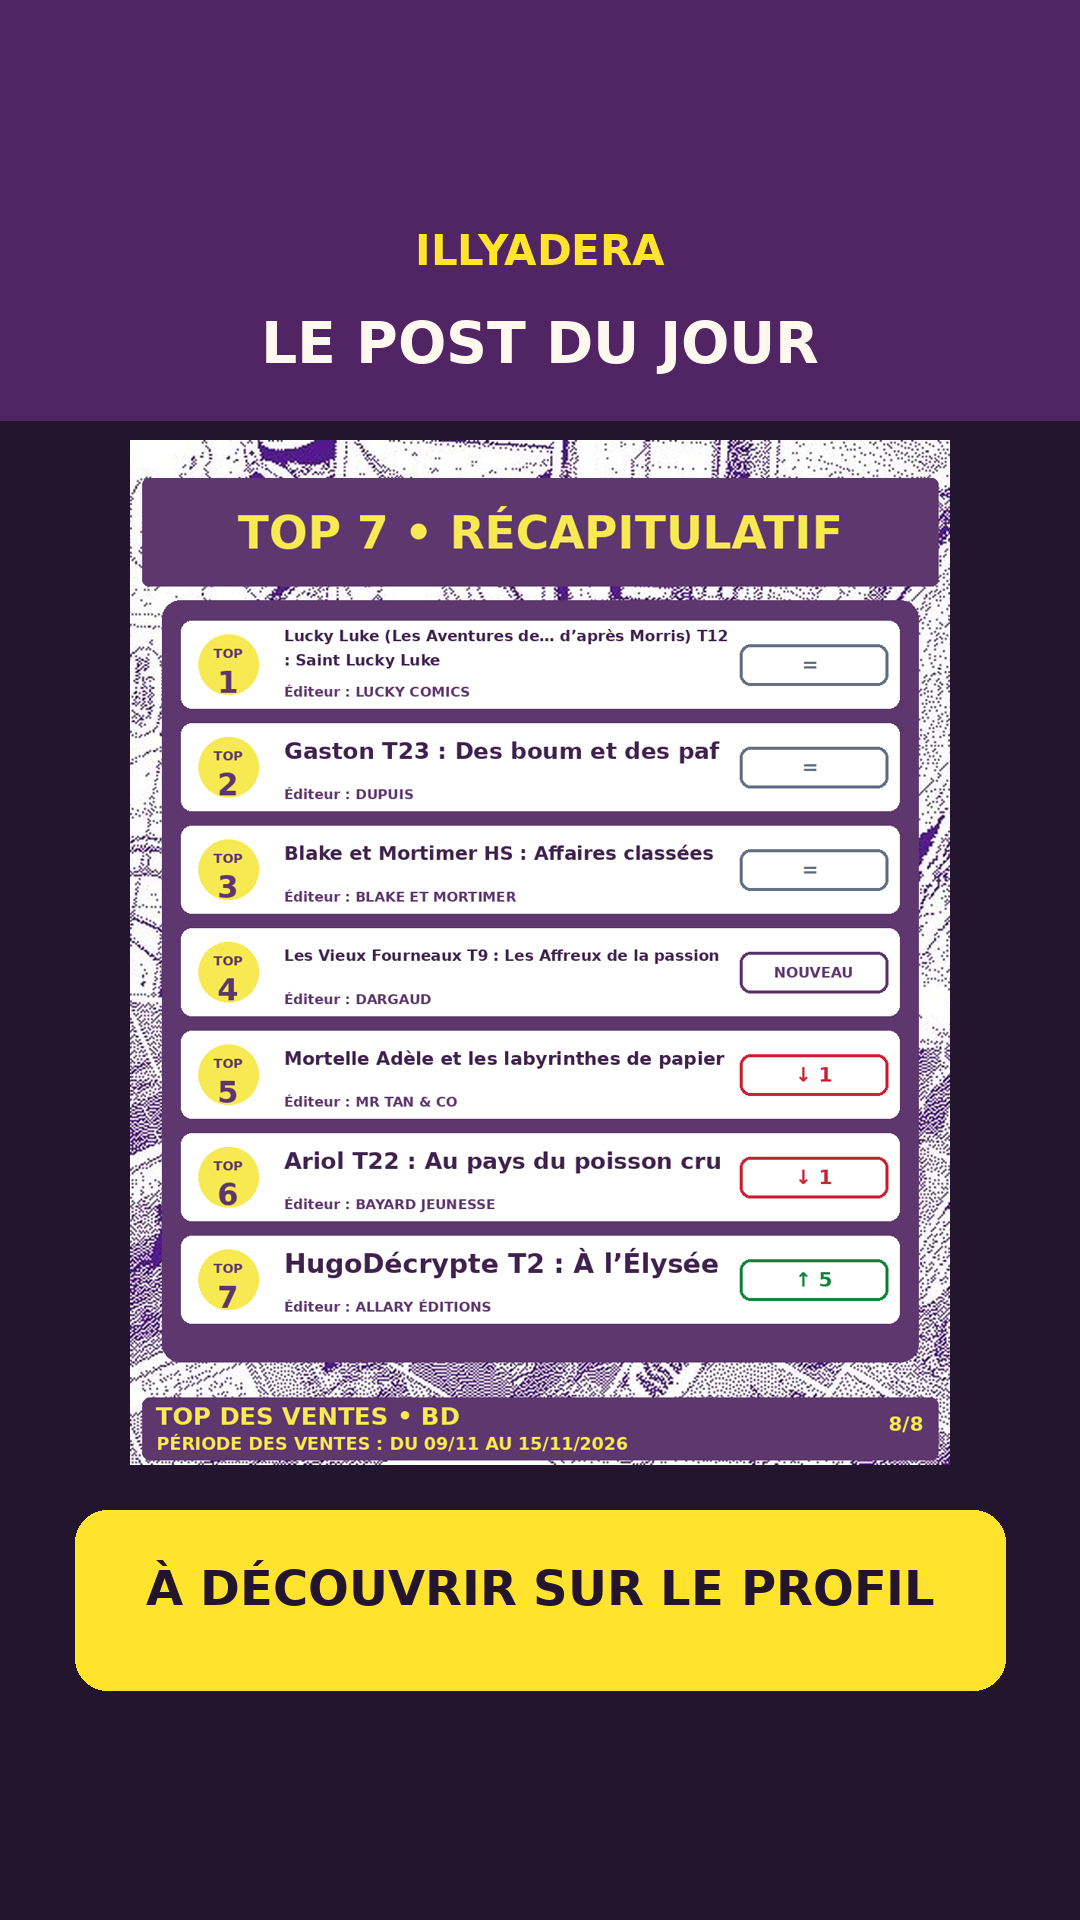 ILLYADERA
LE POST DU JOUR
TOP 7 • RÉCAPITULATIF
TOP
1
Lucky Luke (Les Aventures de… d’après Morris) T12
: Saint Lucky Luke
Éditeur : LUCKY COMICS
=
TOP
2
Gaston T23 : Des boum et des paf
Éditeur : DUPUIS
=
TOP
3
Blake et Mortimer HS : Affaires classées
Éditeur : BLAKE ET MORTIMER
=
TOP
4
Les Vieux Fourneaux T9 : Les Affreux de la passion
Éditeur : DARGAUD
NOUVEAU
TOP
5
Mortelle Adèle et les labyrinthes de papier
Éditeur : MR TAN & CO
↓ 1
TOP
6
Ariol T22 : Au pays du poisson cru
Éditeur : BAYARD JEUNESSE
↓ 1
TOP
7
HugoDécrypte T2 : À l’Élysée
Éditeur : ALLARY ÉDITIONS
↑ 5
TOP DES VENTES • BD
8/8
PÉRIODE DES VENTES : DU 09/11 AU 15/11/2026
À DÉCOUVRIR SUR LE PROFIL